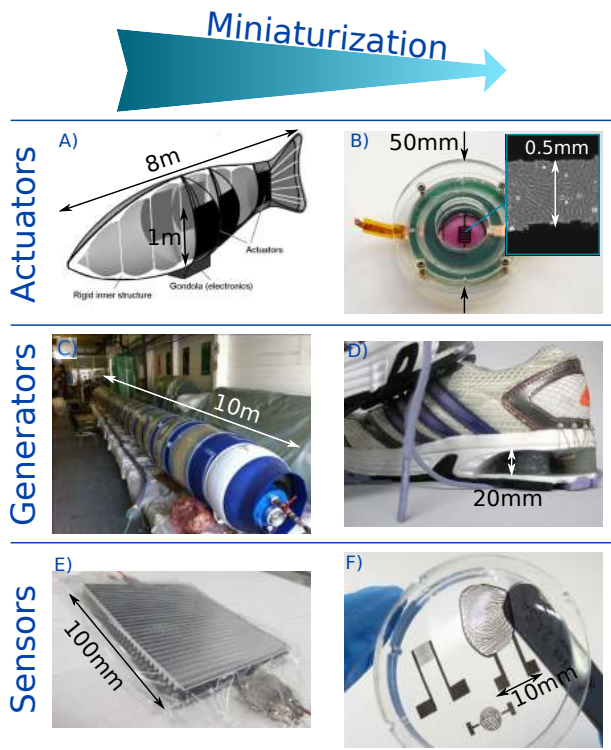 Miniaturization
Actuators
A)
8m
1m
Actuators
Gondola (electronics)
Rigid inner structure
B)
50mm
0.5mm
Generators
C)
10m
D)
20mm
Sensors
E)
100mm
F)
10mm